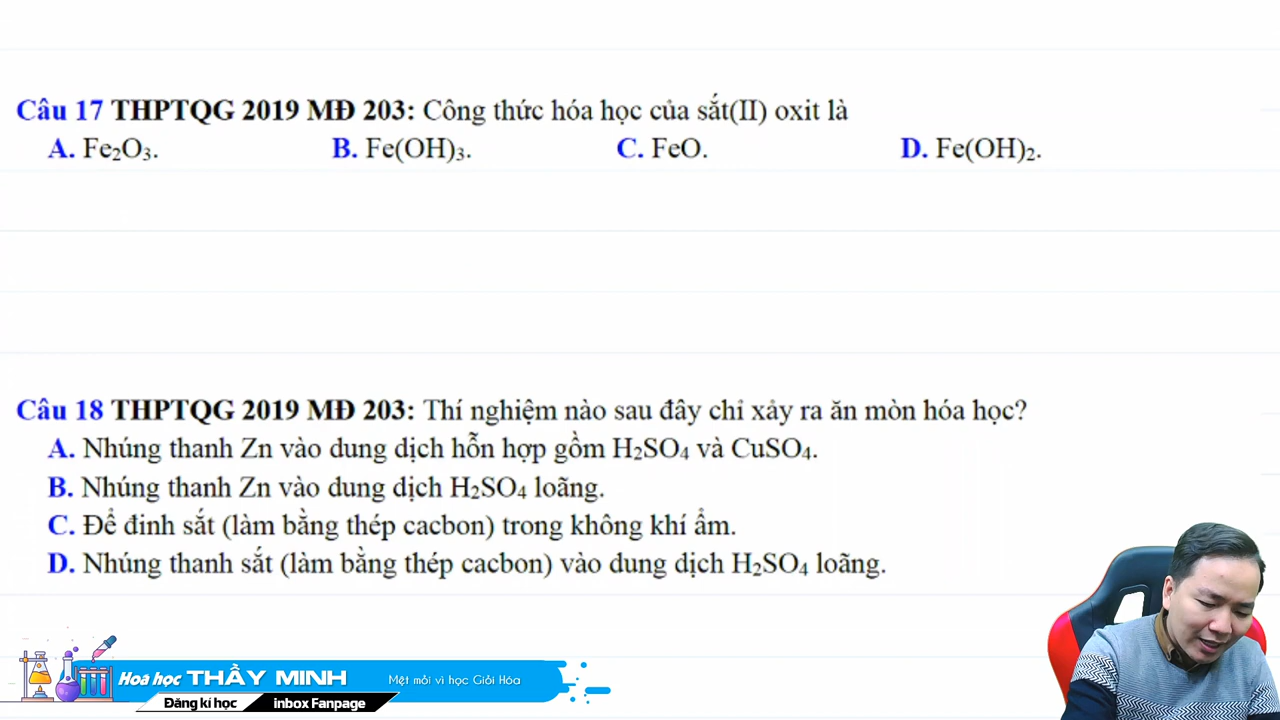 Câu 17 THPTQG 2019 MĐ 203: Công thức hóa học của sắt(II) oxit là
A. Fe₂O₃. B. Fe(OH)₃. C. FeO. D. Fe(OH)₂.
Câu 18 THPTQG 2019 MĐ 203: Thí nghiệm nào sau đây chỉ xảy ra ăn mòn hóa học?
A. Nhúng thanh Zn vào dung dịch hỗn hợp gồm H₂SO₄ và CuSO₄.
B. Nhúng thanh Zn vào dung dịch H₂SO₄ loãng.
C. Để đinh sắt (làm bằng thép cacbon) trong không khí ẩm.
D. Nhúng thanh sắt (làm bằng thép cacbon) vào dung dịch H₂SO₄ loãng.
Hoá học THẦY MINH Mệt mỏi vì học Giỏi Hóa
Đăng kí học inbox Fanpage